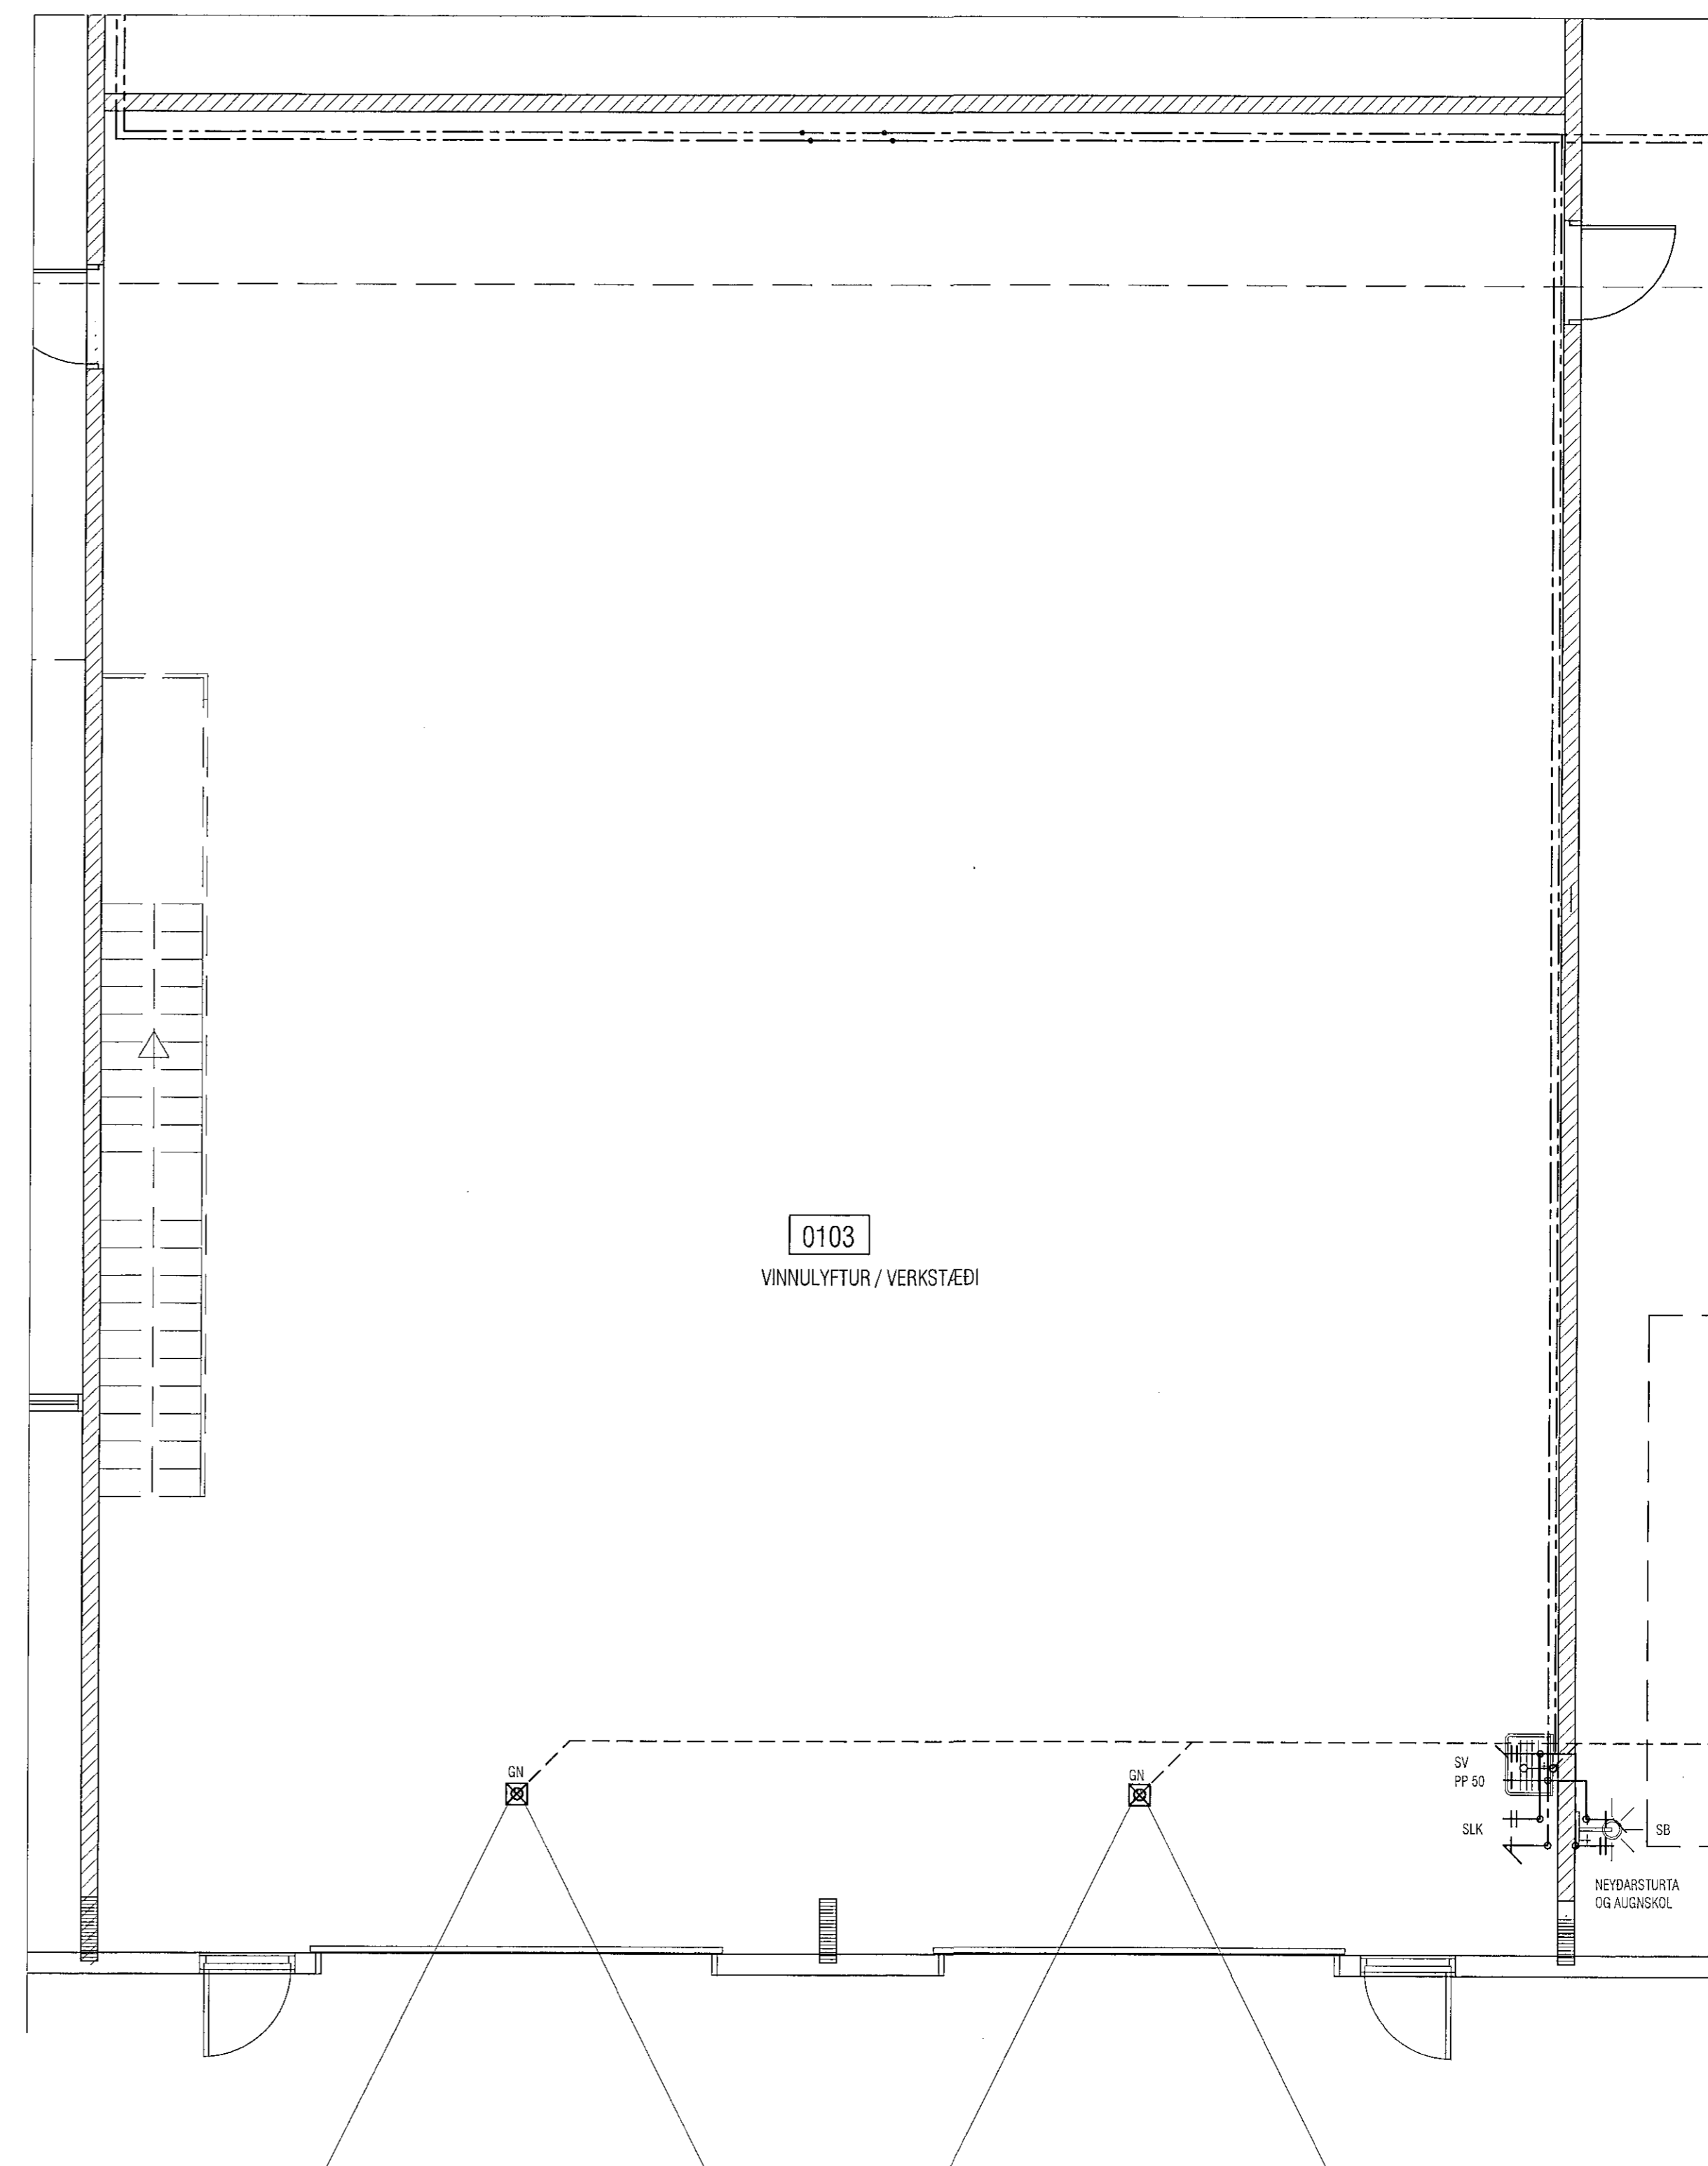 0103
VINNULYFTUR / VERKSTÆÐI
GN
GN
SV
PP 50
SLK
SB
NEYÐARSTURTA
OG AUGNSKOL